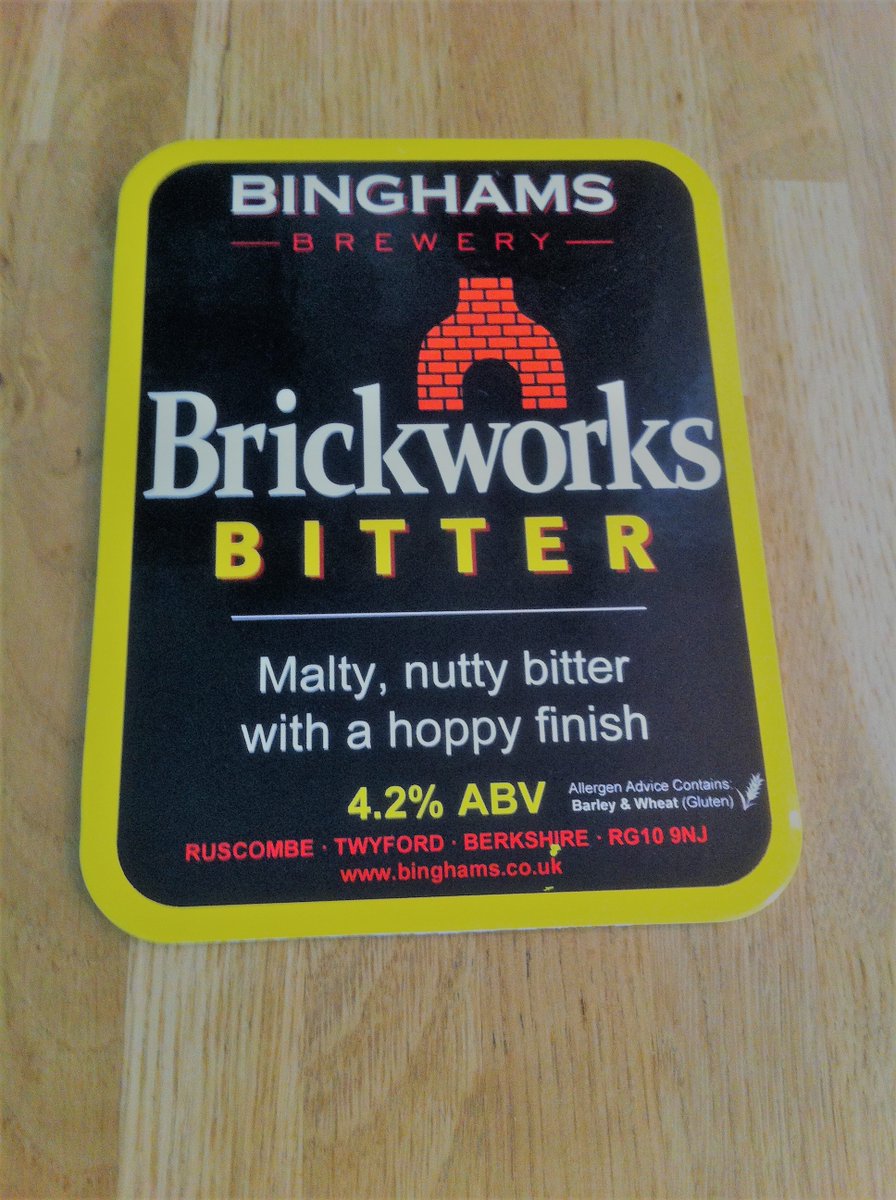 BINGHAMS
BREWERY
Brickworks
BITTER
Malty, nutty bitter
with a hoppy finish
4.2% ABV
Allergen Advice Contains:
Barley & Wheat (Gluten)
RUSCOMBE · TWYFORD · BERKSHIRE · RG10 9NJ
www.binghams.co.uk